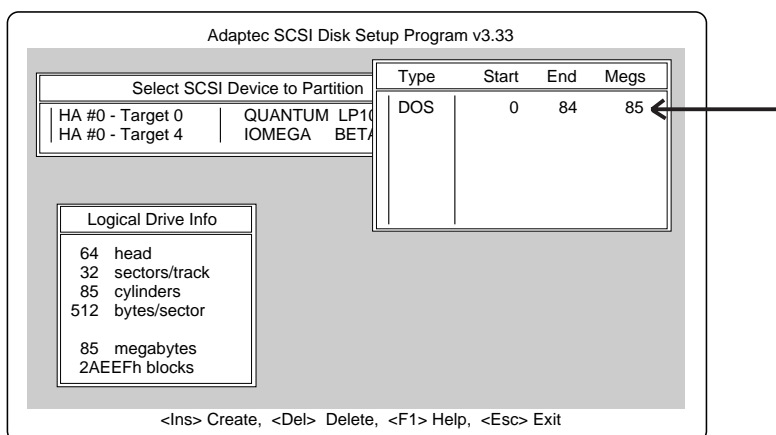 Adaptec SCSI Disk Setup Program v3.33
Select SCSI Device to Partition
HA #0 - Target 0 QUANTUM LP10
HA #0 - Target 4 IOMEGA BETA
Type Start End Megs
DOS 0 84 85
Logical Drive Info
64 head
32 sectors/track
85 cylinders
512 bytes/sector
85 megabytes
2AEEFh blocks
<Ins> Create, <Del> Delete, <F1> Help, <Esc> Exit